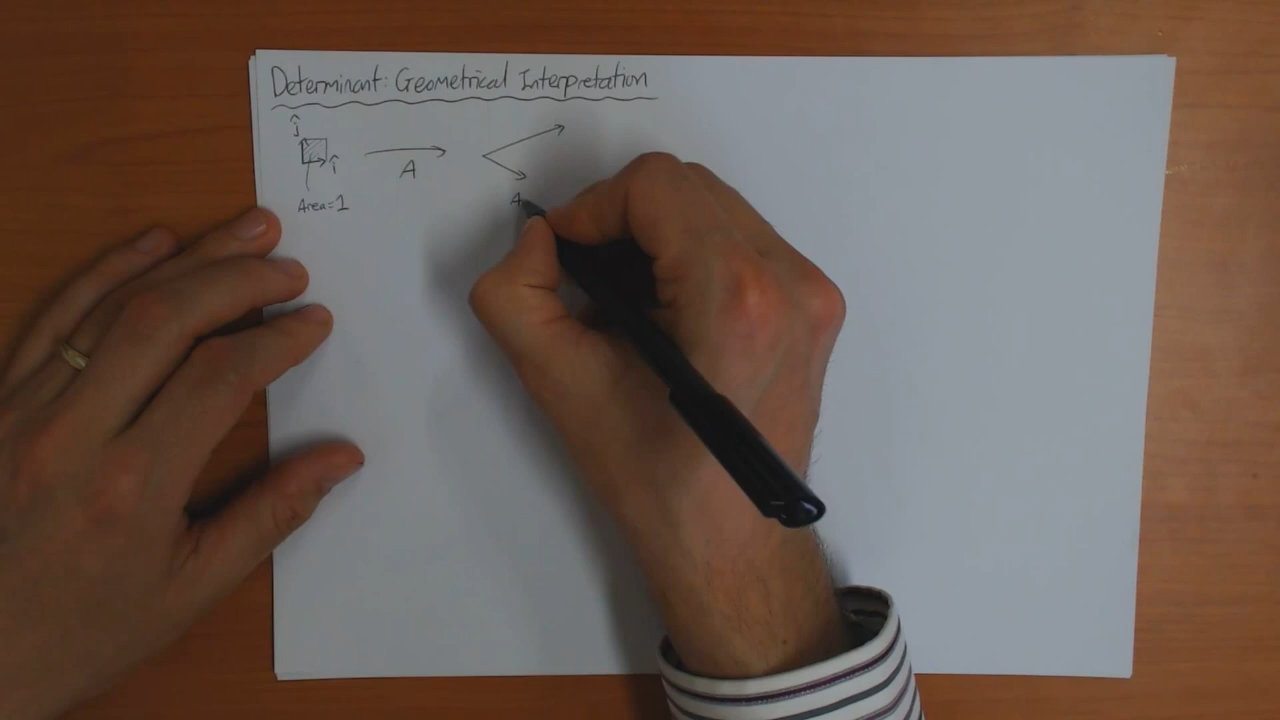 Determinant: Geometrical Interpretation
ĵ
î
A
Area=1
A